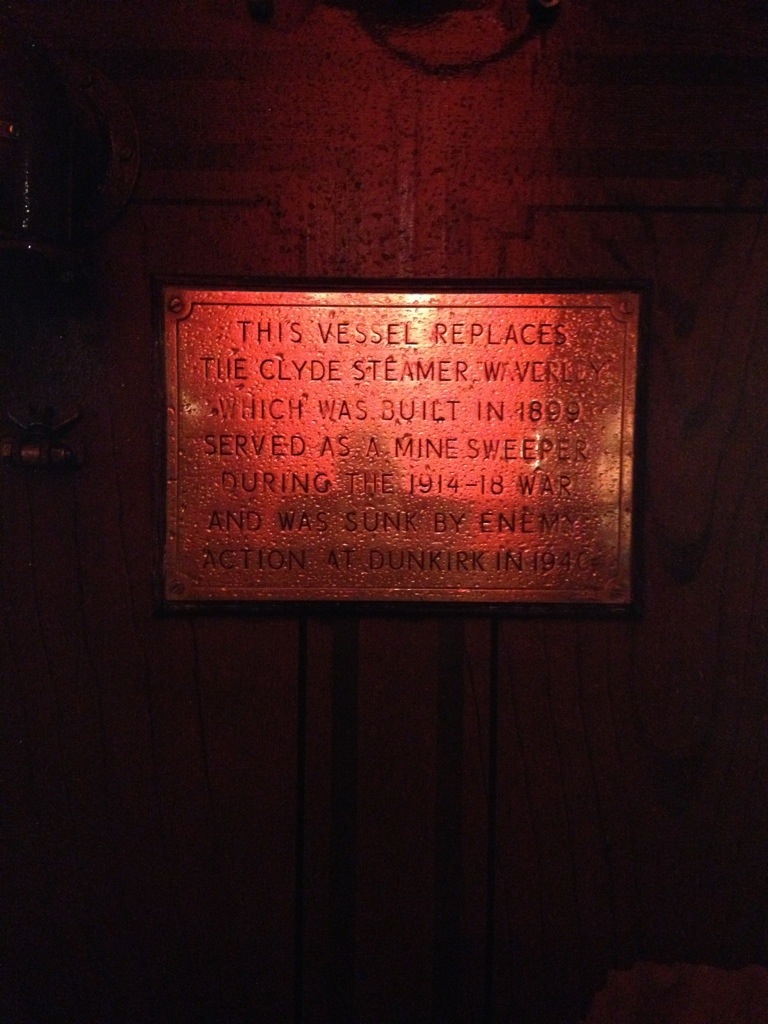 THIS VESSEL REPLACES
THE CLYDE STEAMER, WAVERLEY
WHICH WAS BUILT IN 1899
SERVED AS A MINE SWEEPER
DURING THE 1914-18 WAR
AND WAS SUNK BY ENEMY
ACTION AT DUNKIRK IN 1940